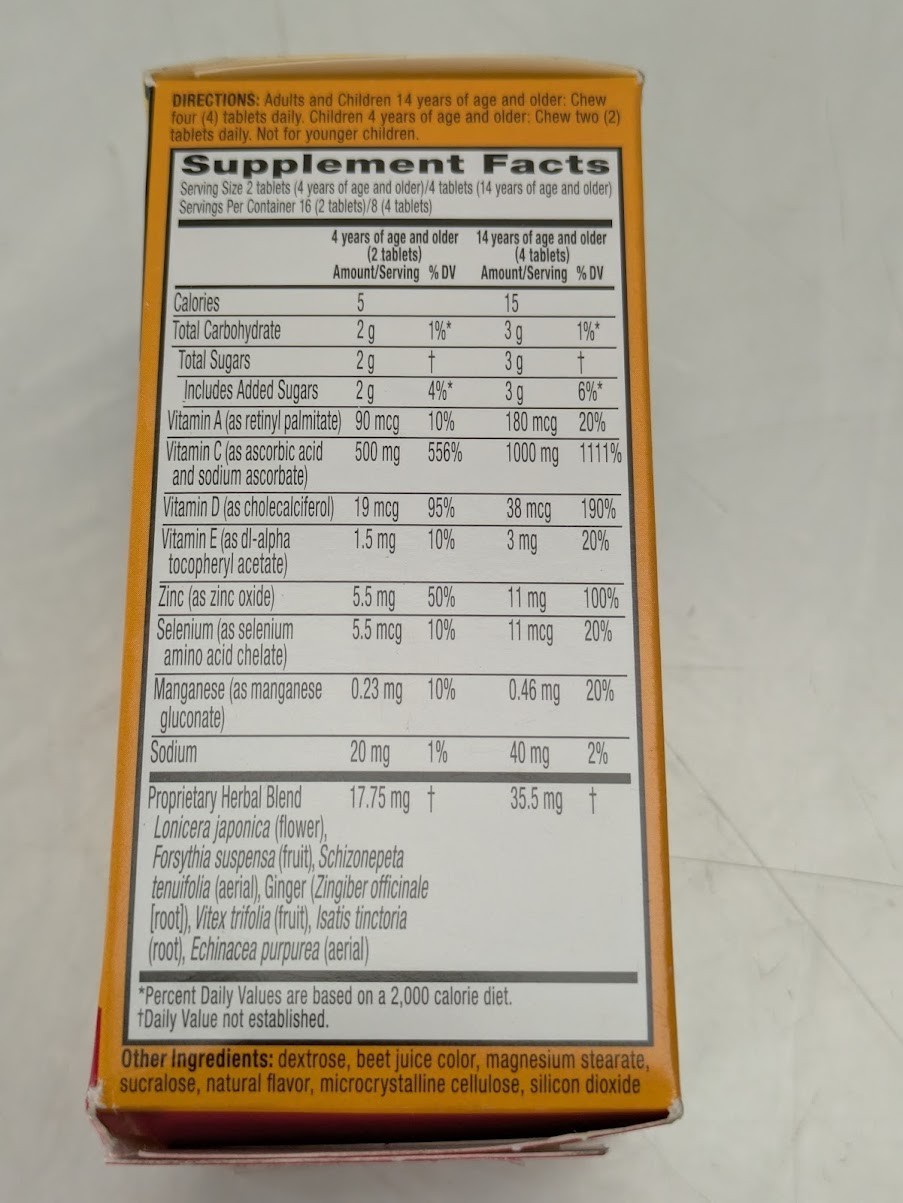 DIRECTIONS: Adults and Children 14 years of age and older: Chew
four (4) tablets daily. Children 4 years of age and older: Chew two (2)
tablets daily. Not for younger children.
Supplement Facts
Serving Size 2 tablets (4 years of age and older)/4 tablets (14 years of age and older)
Servings Per Container 16 (2 tablets)/8 (4 tablets)
4 years of age and older 14 years of age and older
(2 tablets) (4 tablets)
Amount/Serving % DV Amount/Serving % DV
Calories 5 15
Total Carbohydrate 2 g 1%* 3 g 1%*
Total Sugars 2 g † 3 g †
Includes Added Sugars 2 g 4%* 3 g 6%*
Vitamin A (as retinyl palmitate) 90 mcg 10% 180 mcg 20%
Vitamin C (as ascorbic acid 500 mg 556% 1000 mg 1111%
and sodium ascorbate)
Vitamin D (as cholecalciferol) 19 mcg 95% 38 mcg 190%
Vitamin E (as dl-alpha 1.5 mg 10% 3 mg 20%
tocopheryl acetate)
Zinc (as zinc oxide) 5.5 mg 50% 11 mg 100%
Selenium (as selenium 5.5 mcg 10% 11 mcg 20%
amino acid chelate)
Manganese (as manganese 0.23 mg 10% 0.46 mg 20%
gluconate)
Sodium 20 mg 1% 40 mg 2%
Proprietary Herbal Blend 17.75 mg † 35.5 mg †
Lonicera japonica (flower),
Forsythia suspensa (fruit), Schizonepeta
tenuifolia (aerial), Ginger (Zingiber officinale
[root]), Vitex trifolia (fruit), Isatis tinctoria
(root), Echinacea purpurea (aerial)
*Percent Daily Values are based on a 2,000 calorie diet.
†Daily Value not established.
Other Ingredients: dextrose, beet juice color, magnesium stearate,
sucralose, natural flavor, microcrystalline cellulose, silicon dioxide